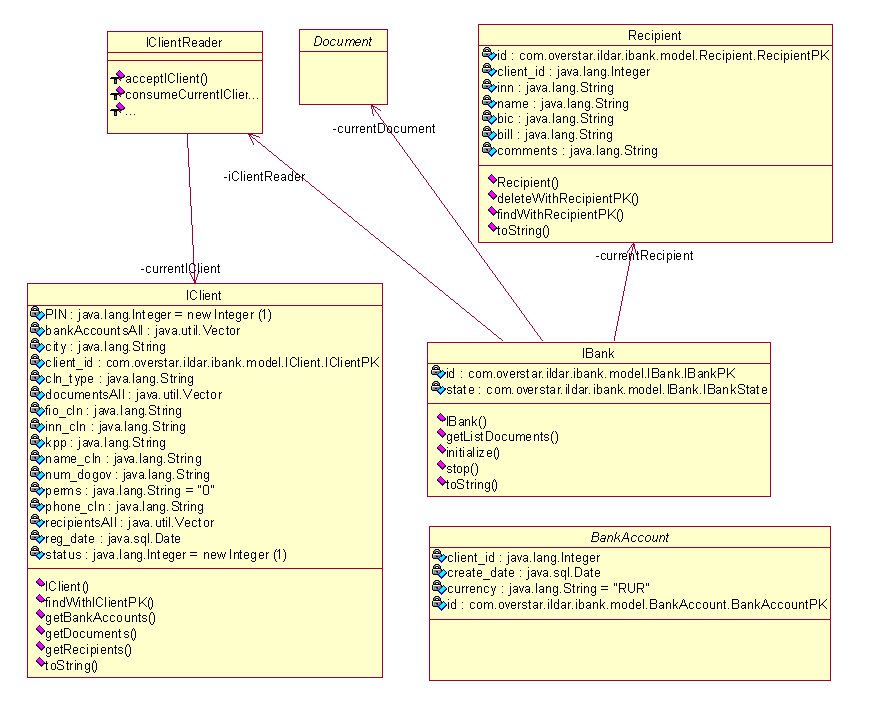 IClientReader
acceptIClient()
consumeCurrentIClier...
...
Document
Recipient
id : com.overstar.ildar.ibank.model.Recipient.RecipientPK
client_id : java.lang.Integer
inn : java.lang.String
name : java.lang.String
bic : java.lang.String
bill : java.lang.String
comments : java.lang.String
Recipient()
deleteWithRecipientPK()
findWithRecipientPK()
toString()
-currentDocument
-iClientReader
-currentRecipient
-currentIClient
IClient
PIN : java.lang.Integer = new Integer (1)
bankAccountsAll : java.util.Vector
city : java.lang.String
client_id : com.overstar.ildar.ibank.model.IClient.IClientPK
cln_type : java.lang.String
documentsAll : java.util.Vector
fio_cln : java.lang.String
inn_cln : java.lang.String
kpp : java.lang.String
name_cln : java.lang.String
num_dogov : java.lang.String
perms : java.lang.String = "0"
phone_cln : java.lang.String
recipientsAll : java.util.Vector
reg_date : java.sql.Date
status : java.lang.Integer = new Integer (1)
IClient()
findWithIClientPK()
getBankAccounts()
getDocuments()
getRecipients()
toString()
IBank
id : com.overstar.ildar.ibank.model.IBank.IBankPK
state : com.overstar.ildar.ibank.model.IBank.IBankState
IBank()
getListDocuments()
initialize()
stop()
toString()
BankAccount
client_id : java.lang.Integer
create_date : java.sql.Date
currency : java.lang.String = "RUR"
id : com.overstar.ildar.ibank.model.BankAccount.BankAccountPK